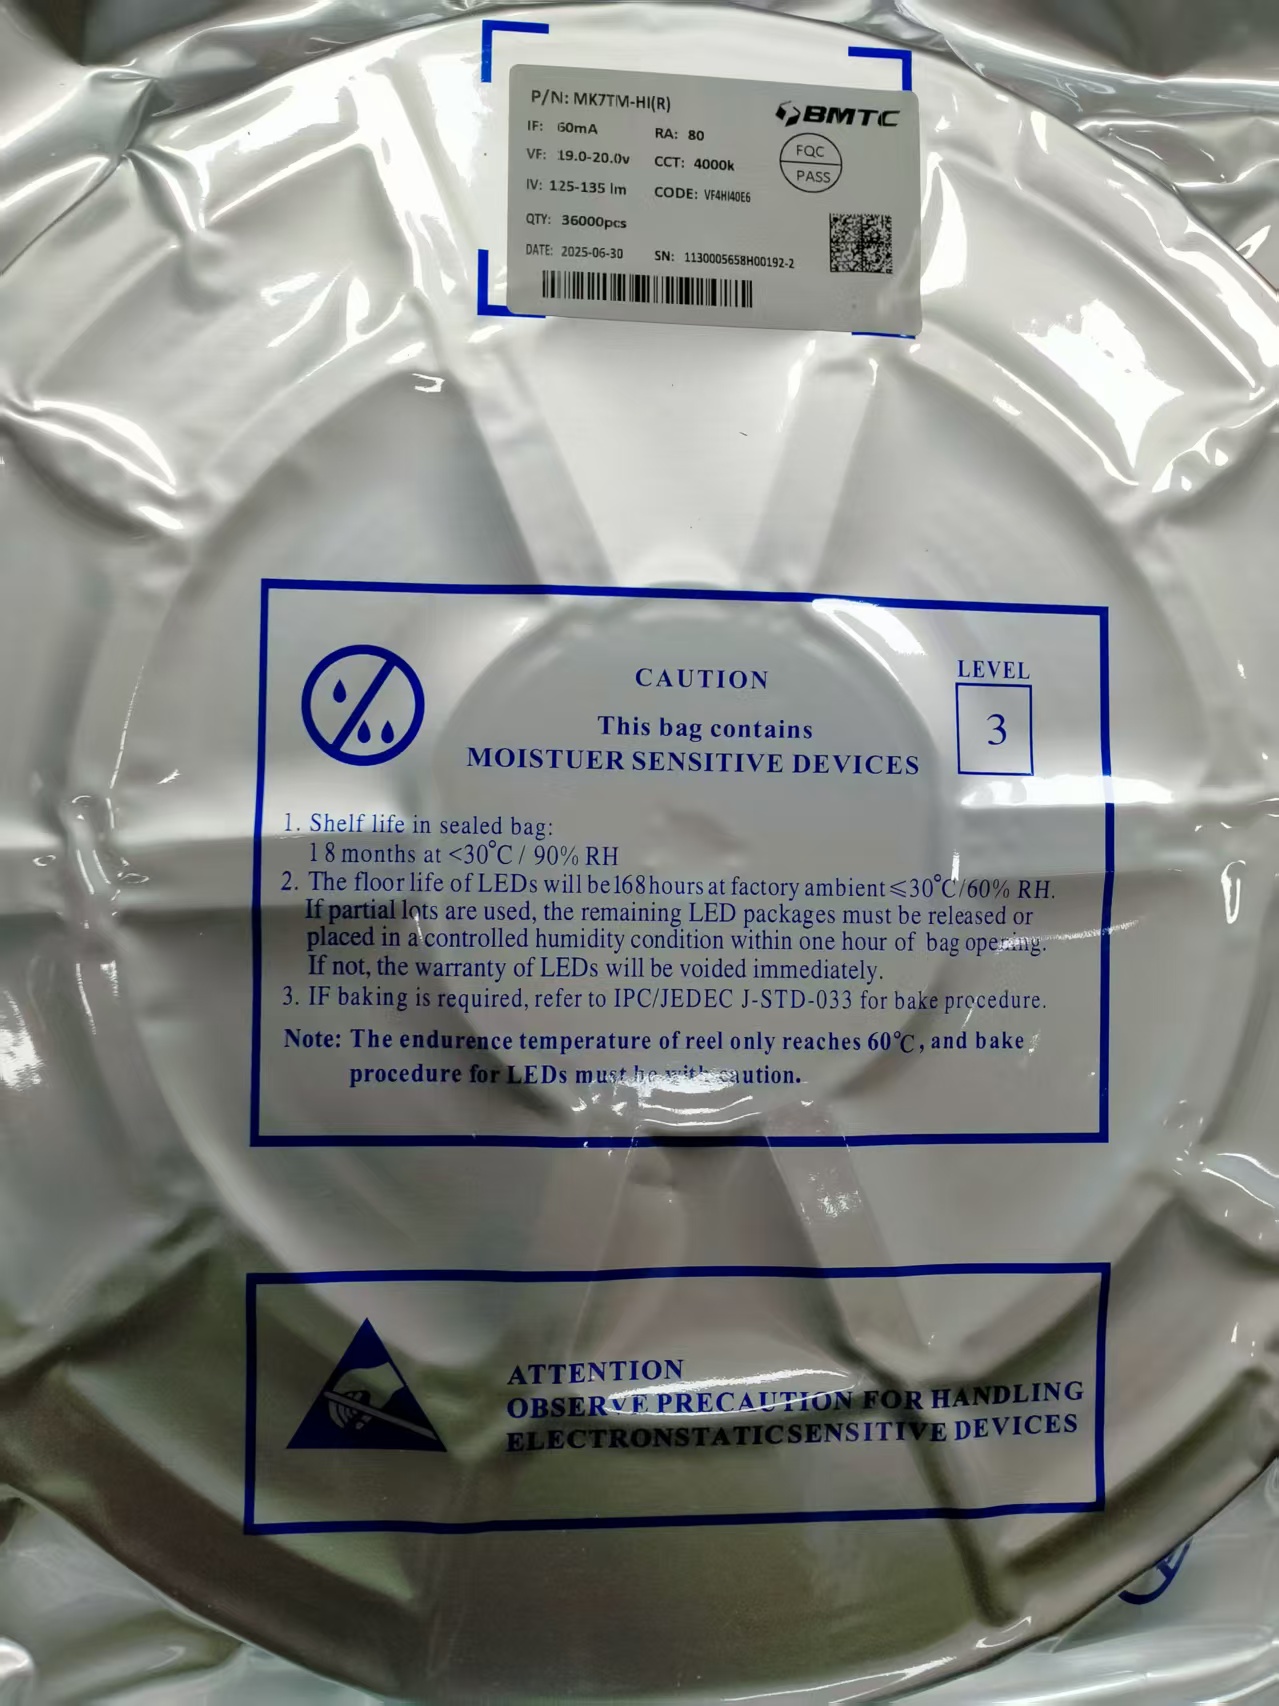 P/N: MK7TM-HI(R)
BMTC
IF: 60mA
RA: 80
FQC
PASS
VF: 19.0-20.0v
CCT: 4000k
IV: 125-135 lm
CODE: VF4HI40E6
QTY: 36000pcs
DATE: 2025-06-30
SN: 1130005658H00192-2
CAUTION
LEVEL
3
This bag contains
MOISTUER SENSITIVE DEVICES
1. Shelf life in sealed bag:
18 months at <30℃ / 90% RH
2. The floor life of LEDs will be 168 hours at factory ambient ≤30℃/60% RH.
If partial lots are used, the remaining LED packages must be released or
placed in a controlled humidity condition within one hour of bag opening.
If not, the warranty of LEDs will be voided immediately.
3. IF baking is required, refer to IPC/JEDEC J-STD-033 for bake procedure.
Note: The endurence temperature of reel only reaches 60℃, and bake
procedure for LEDs must be with caution.
ATTENTION
OBSERVE PRECAUTION FOR HANDLING
ELECTRONSTATICSENSITIVE DEVICES